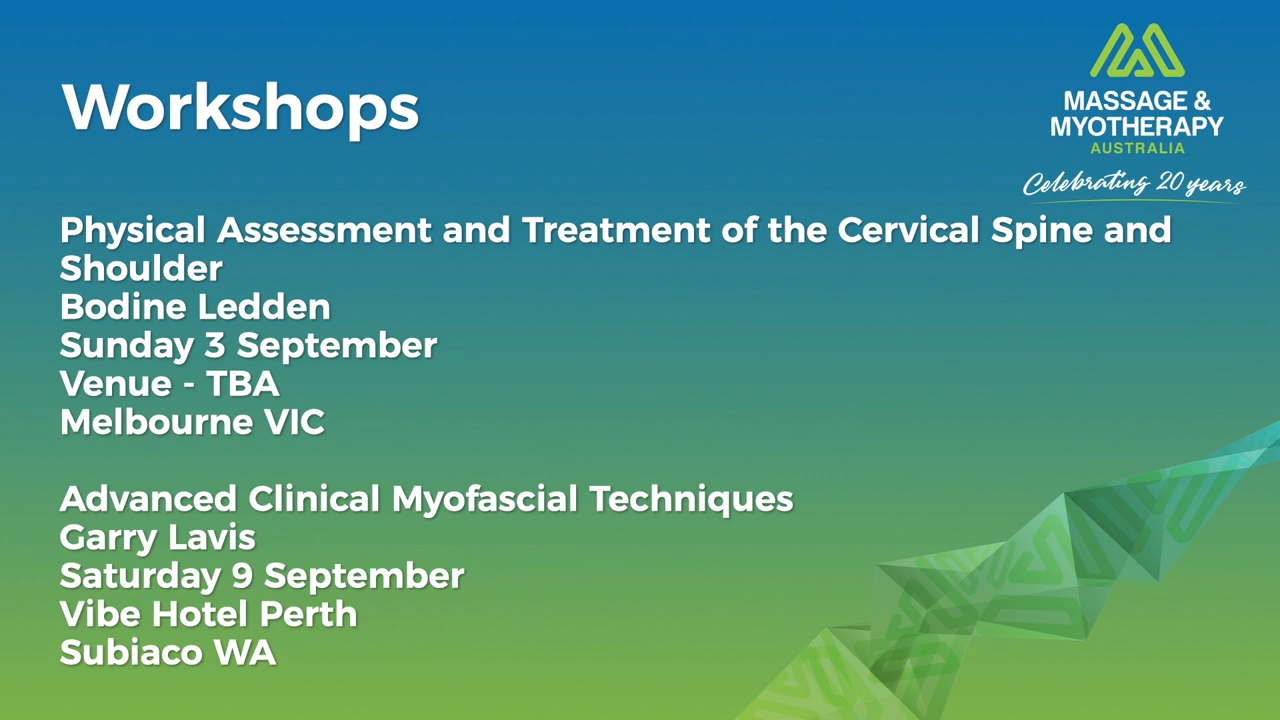 Workshops
MASSAGE &
MYOTHERAPY
AUSTRALIA
Celebrating 20 years
Physical Assessment and Treatment of the Cervical Spine and
Shoulder
Bodine Ledden
Sunday 3 September
Venue - TBA
Melbourne VIC
Advanced Clinical Myofascial Techniques
Garry Lavis
Saturday 9 September
Vibe Hotel Perth
Subiaco WA